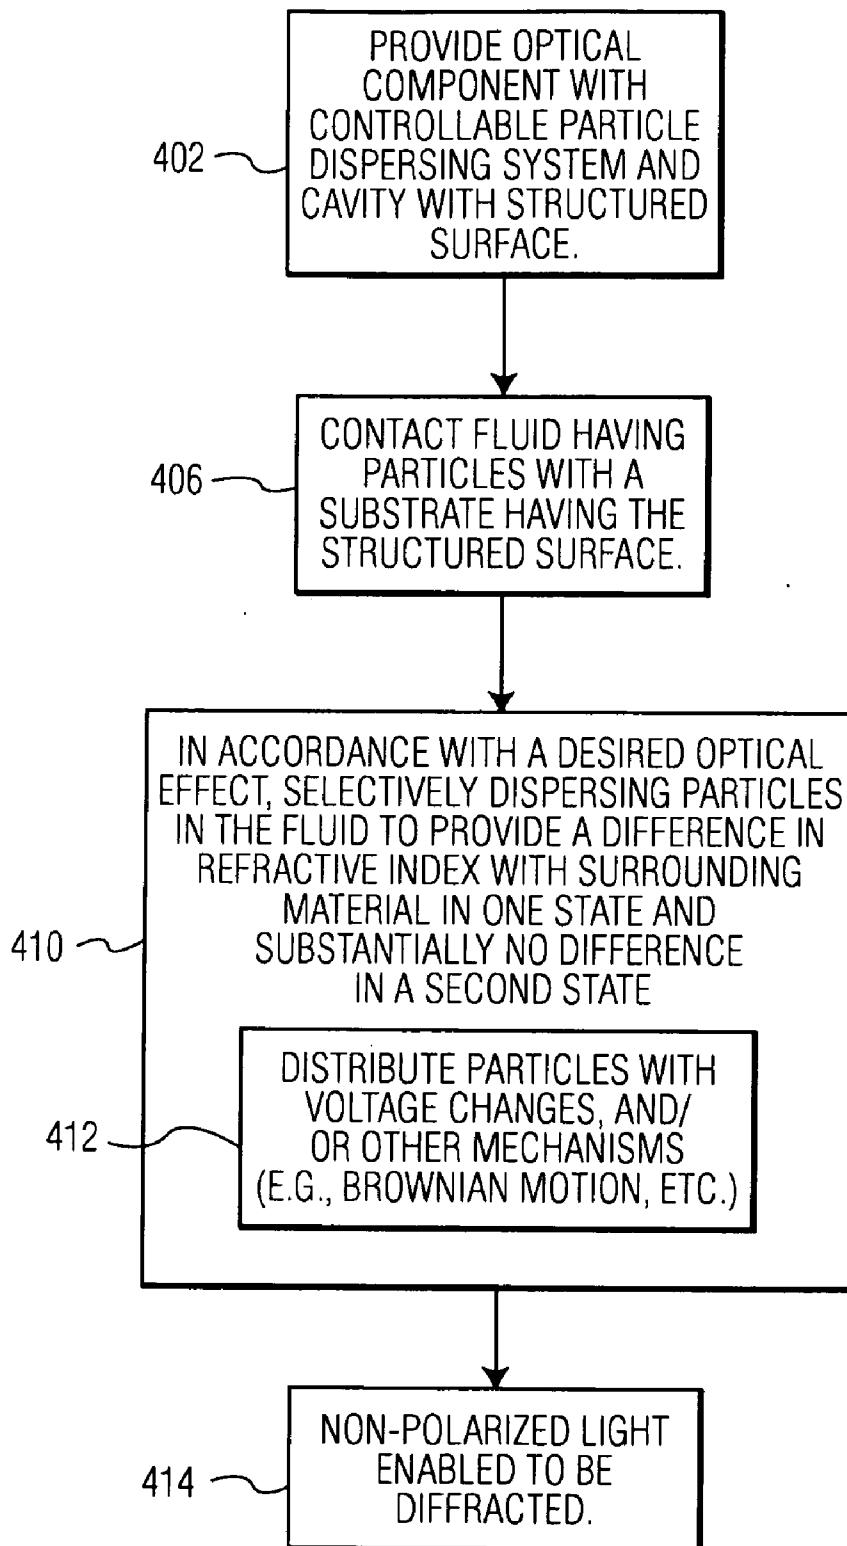 PROVIDE OPTICAL
COMPONENT WITH
CONTROLLABLE PARTICLE
DISPERSING SYSTEM AND
CAVITY WITH STRUCTURED
SURFACE.
402
CONTACT FLUID HAVING
PARTICLES WITH A
SUBSTRATE HAVING THE
STRUCTURED SURFACE.
406
IN ACCORDANCE WITH A DESIRED OPTICAL
EFFECT, SELECTIVELY DISPERSING PARTICLES
IN THE FLUID TO PROVIDE A DIFFERENCE IN
REFRACTIVE INDEX WITH SURROUNDING
MATERIAL IN ONE STATE AND
SUBSTANTIALLY NO DIFFERENCE
IN A SECOND STATE
410
DISTRIBUTE PARTICLES WITH
VOLTAGE CHANGES, AND/
OR OTHER MECHANISMS
(E.G., BROWNIAN MOTION, ETC.)
412
NON-POLARIZED LIGHT
ENABLED TO BE
DIFFRACTED.
414